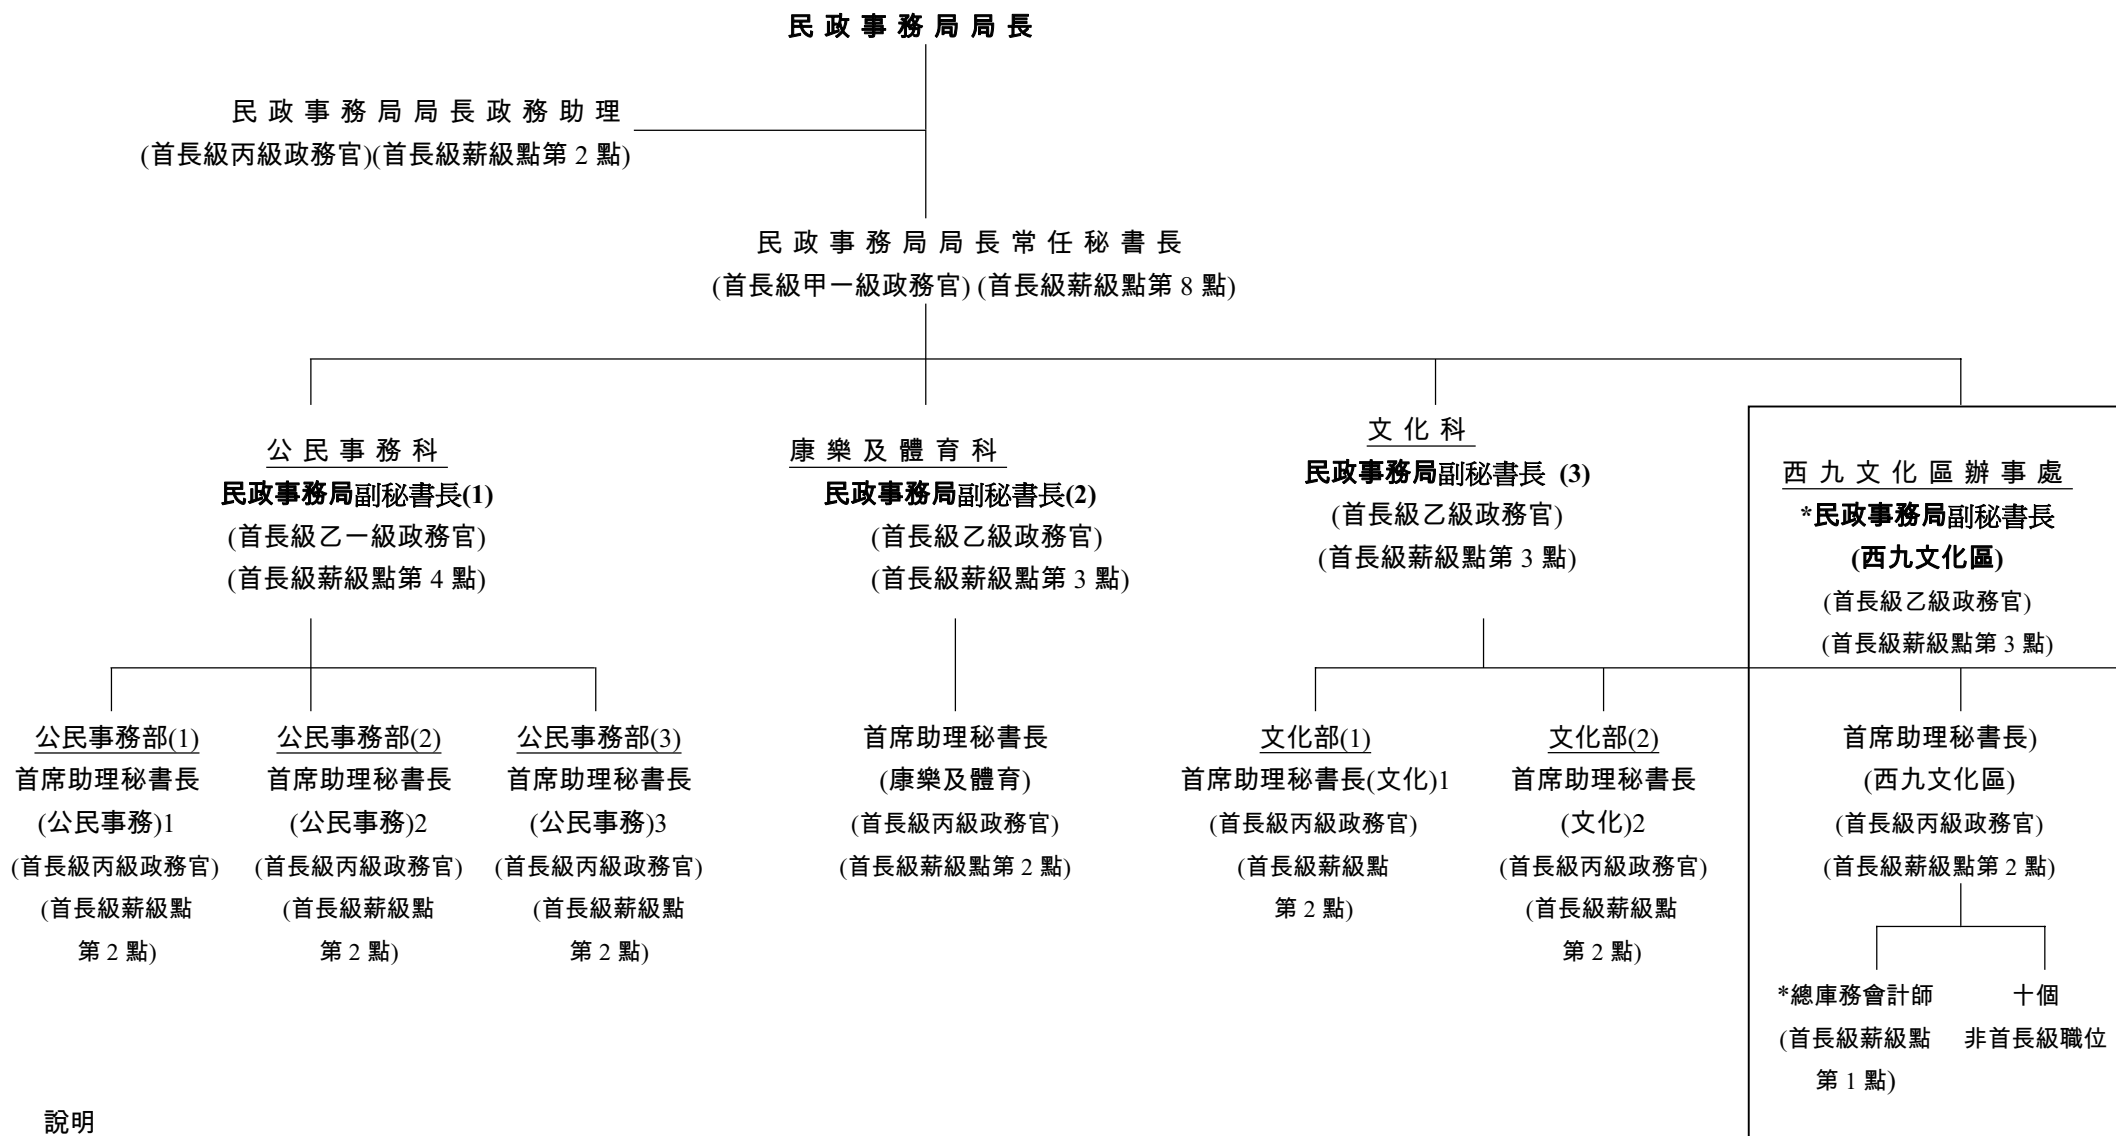 民政事務局局長
民政事務局局長政務助理
(首長級丙級政務官)(首長級薪級點第 2 點)
民政事務局局長常任秘書長
(首長級甲一級政務官) (首長級薪級點第 8 點)
公民事務科
民政事務局副秘書長(1)
(首長級乙一級政務官)
(首長級薪級點第 4 點)
康樂及體育科
民政事務局副秘書長(2)
(首長級乙級政務官)
(首長級薪級點第 3 點)
文化科
民政事務局副秘書長 (3)
(首長級乙級政務官)
(首長級薪級點第 3 點)
西九文化區辦事處
*民政事務局副秘書長
(西九文化區)
(首長級乙級政務官)
(首長級薪級點第 3 點)
公民事務部(1)
首席助理秘書長
(公民事務)1
(首長級丙級政務官)
(首長級薪級點
第 2 點)
公民事務部(2)
首席助理秘書長
(公民事務)2
(首長級丙級政務官)
(首長級薪級點
第 2 點)
公民事務部(3)
首席助理秘書長
(公民事務)3
(首長級丙級政務官)
(首長級薪級點
第 2 點)
首席助理秘書長
(康樂及體育)
(首長級丙級政務官)
(首長級薪級點第 2 點)
文化部(1)
首席助理秘書長(文化)1
(首長級丙級政務官)
(首長級薪級點
第 2 點)
文化部(2)
首席助理秘書長
(文化)2
(首長級丙級政務官)
(首長級薪級點
第 2 點)
首席助理秘書長)
(西九文化區)
(首長級丙級政務官)
(首長級薪級點第 2 點)
*總庫務會計師
(首長級薪級點
第 1 點)
十個
非首長級職位
說明